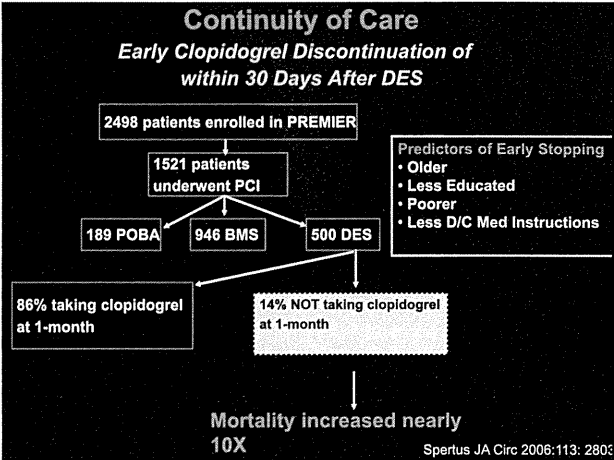 Continuity of Care
Early Clopidogrel Discontinuation of
within 30 Days After DES
2498 patients enrolled in PREMIER
1521 patients
underwent PCI
189 POBA
946 BMS
500 DES
Predictors of Early Stopping
• Older
• Less Educated
• Poorer
• Less D/C Med Instructions
86% taking clopidogrel
at 1-month
14% NOT taking clopidogrel
at 1-month
Mortality increased nearly
10X
Spertus JA Circ 2006:113: 2803